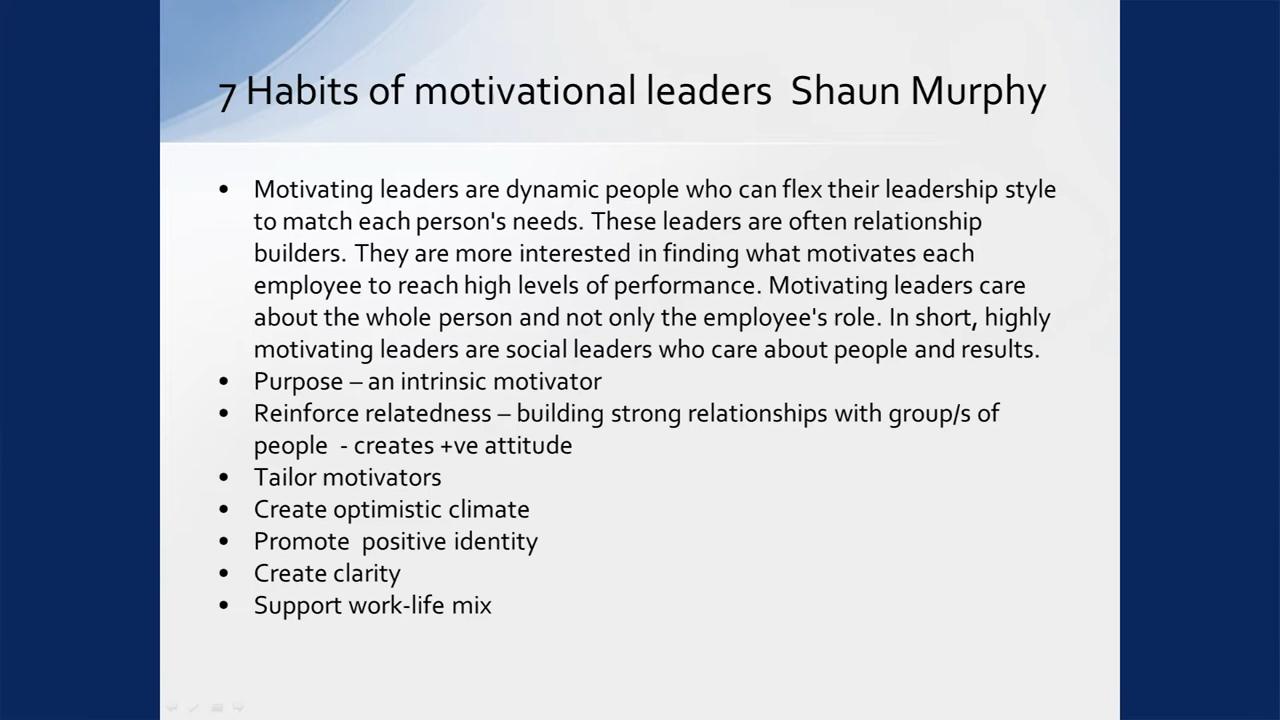 7 Habits of motivational leaders  Shaun Murphy
• Motivating leaders are dynamic people who can flex their leadership style
to match each person's needs. These leaders are often relationship
builders. They are more interested in finding what motivates each
employee to reach high levels of performance. Motivating leaders care
about the whole person and not only the employee's role. In short, highly
motivating leaders are social leaders who care about people and results.
• Purpose – an intrinsic motivator
• Reinforce relatedness – building strong relationships with group/s of
people  - creates +ve attitude
• Tailor motivators
• Create optimistic climate
• Promote  positive identity
• Create clarity
• Support work-life mix